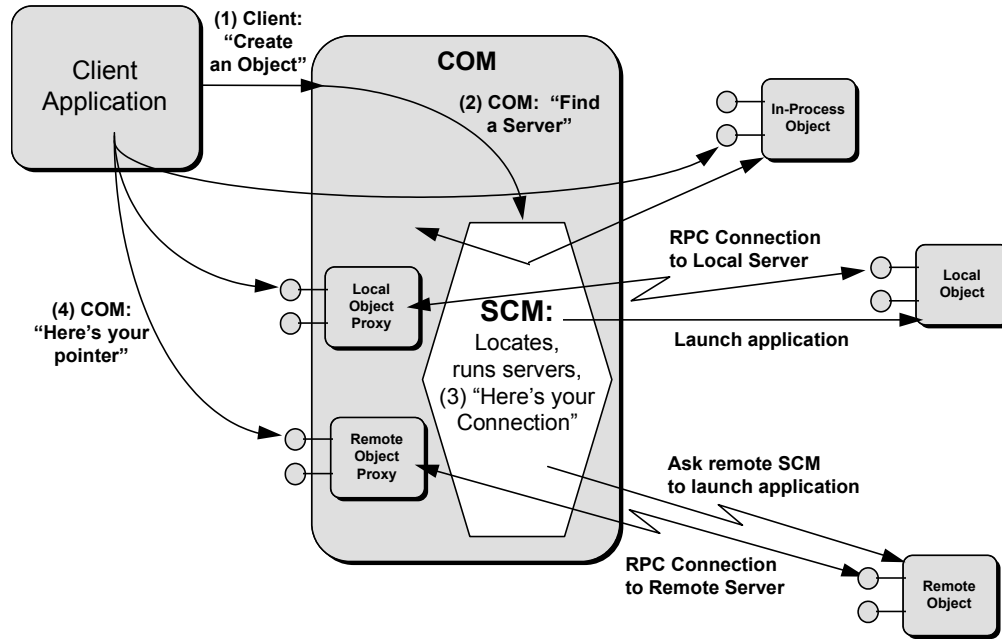 (1) Client:
“Create
an Object”
Client
Application
COM
(2) COM: “Find
a Server”
In-Process
Object
RPC Connection
to Local Server
Local
Object
Local
Object
Proxy
(4) COM:
“Here’s your
pointer”
SCM:
Locates,
runs servers,
(3) “Here’s your
Connection”
Launch application
Remote
Object
Proxy
Ask remote SCM
to launch application
RPC Connection
to Remote Server
Remote
Object